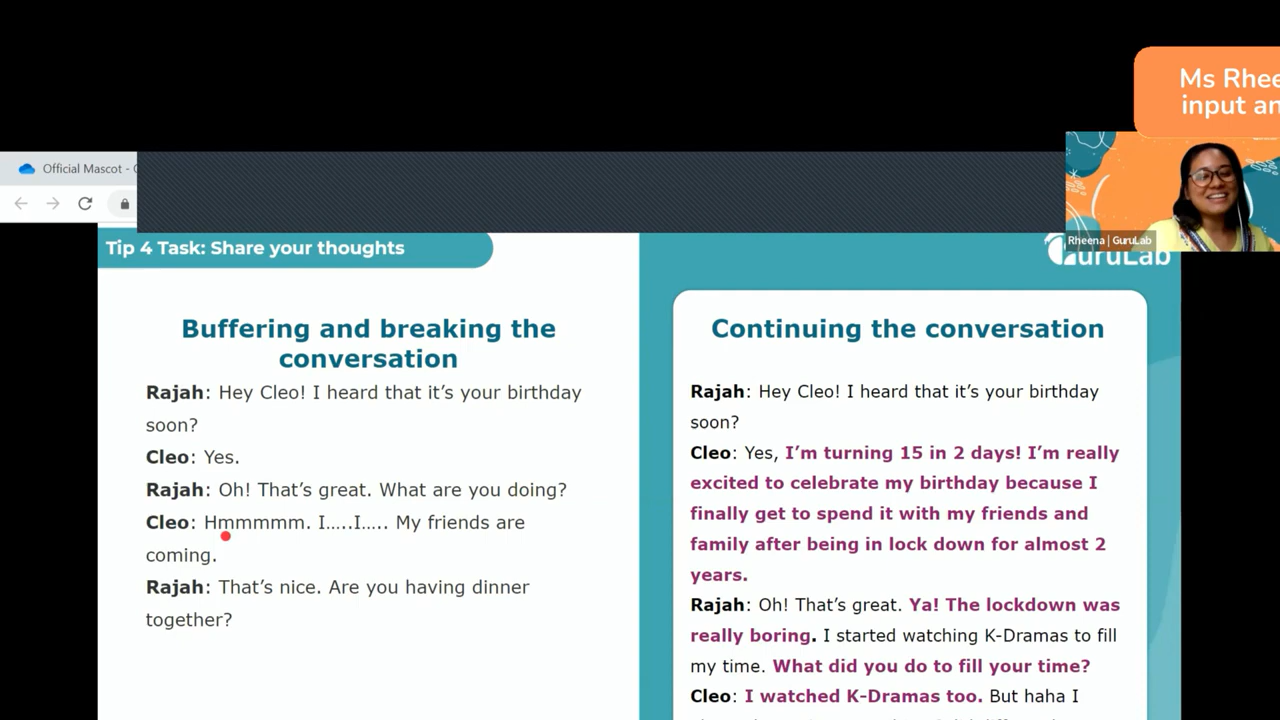 Ms Rhee
input an
Official Mascot -
Rheena | GuruLab
Tip 4 Task: Share your thoughts
GuruLab
Buffering and breaking the
conversation
Rajah: Hey Cleo! I heard that it's your birthday
soon?
Cleo: Yes.
Rajah: Oh! That's great. What are you doing?
Cleo: Hmmmmm. I.....I..... My friends are
coming.
Rajah: That's nice. Are you having dinner
together?
Continuing the conversation
Rajah: Hey Cleo! I heard that it's your birthday
soon?
Cleo: Yes, I'm turning 15 in 2 days! I'm really
excited to celebrate my birthday because I
finally get to spend it with my friends and
family after being in lock down for almost 2
years.
Rajah: Oh! That's great. Ya! The lockdown was
really boring. I started watching K-Dramas to fill
my time. What did you do to fill your time?
Cleo: I watched K-Dramas too. But haha I